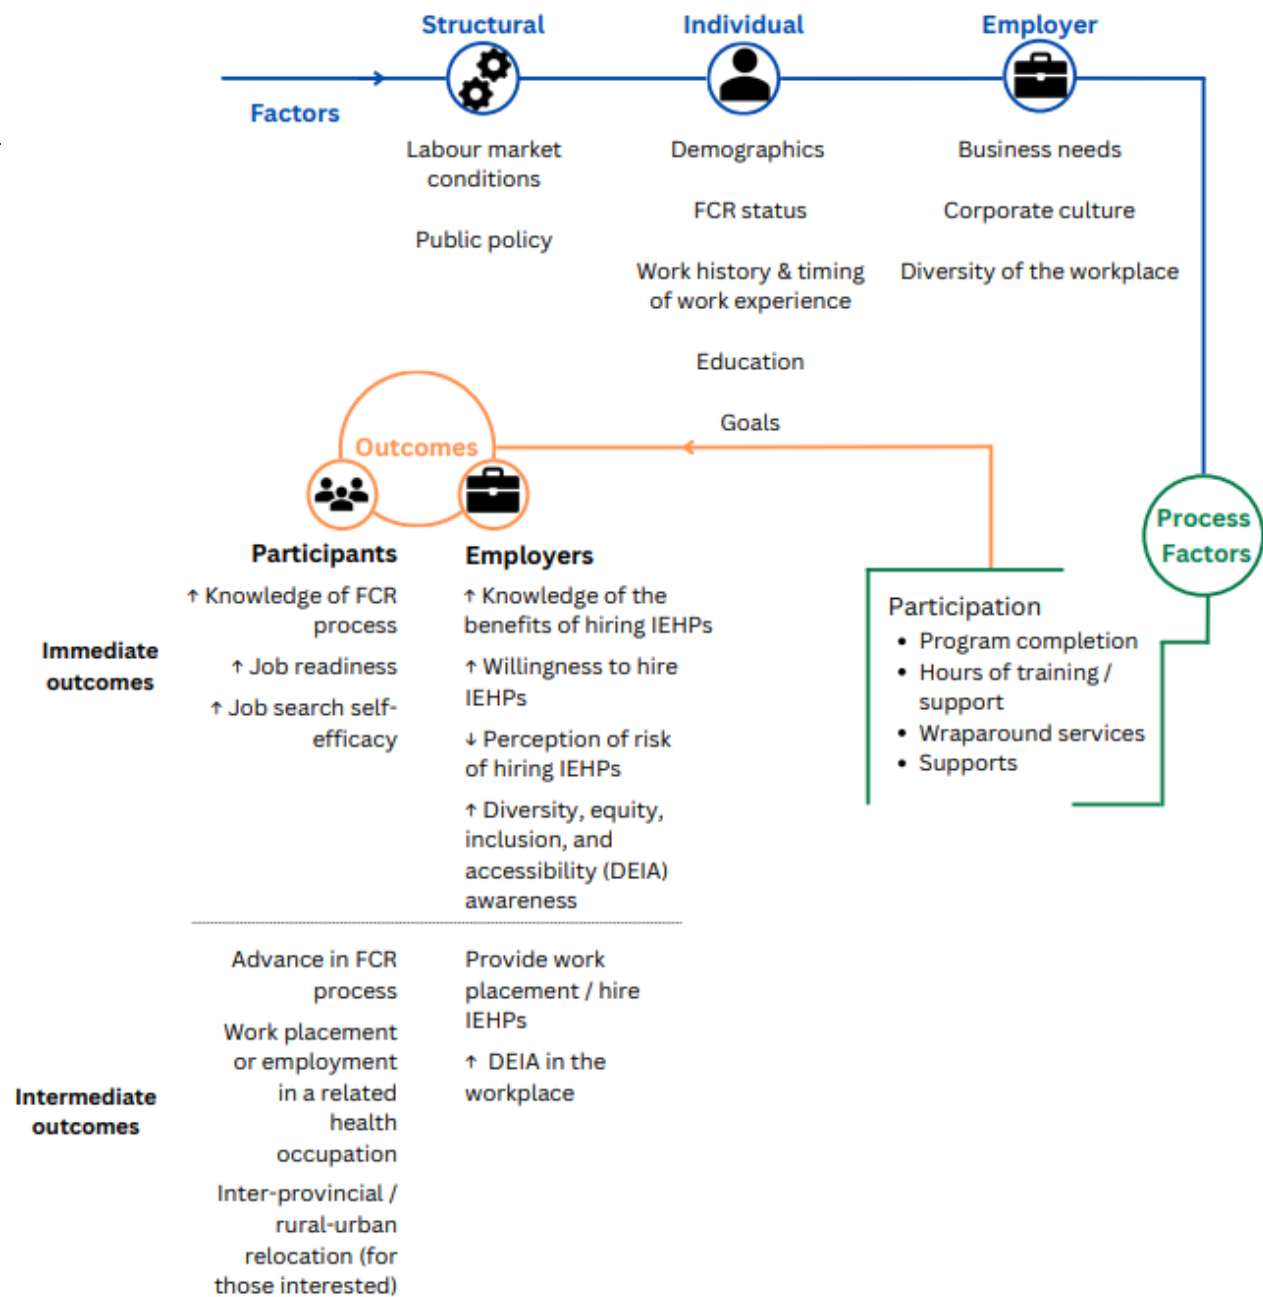 Structural
Individual
Employer
Factors
Labour market
conditions
Public policy
Demographics
FCR status
Work history & timing
of work experience
Education
Goals
Business needs
Corporate culture
Diversity of the workplace
Process
Factors
Participation
• Program completion
• Hours of training /
support
• Wraparound services
• Supports
Outcomes
Participants
Employers
Immediate
outcomes
↑ Knowledge of FCR
process
↑ Job readiness
↑ Job search self-
efficacy
↑ Knowledge of the
benefits of hiring IEHPs
↑ Willingness to hire
IEHPs
↓ Perception of risk
of hiring IEHPs
↑ Diversity, equity,
inclusion, and
accessibility (DEIA)
awareness
Intermediate
outcomes
Advance in FCR
process
Work placement
or employment
in a related
health
occupation
Inter-provincial /
rural-urban
relocation (for
those interested)
Provide work
placement / hire
IEHPs
↑ DEIA in the
workplace